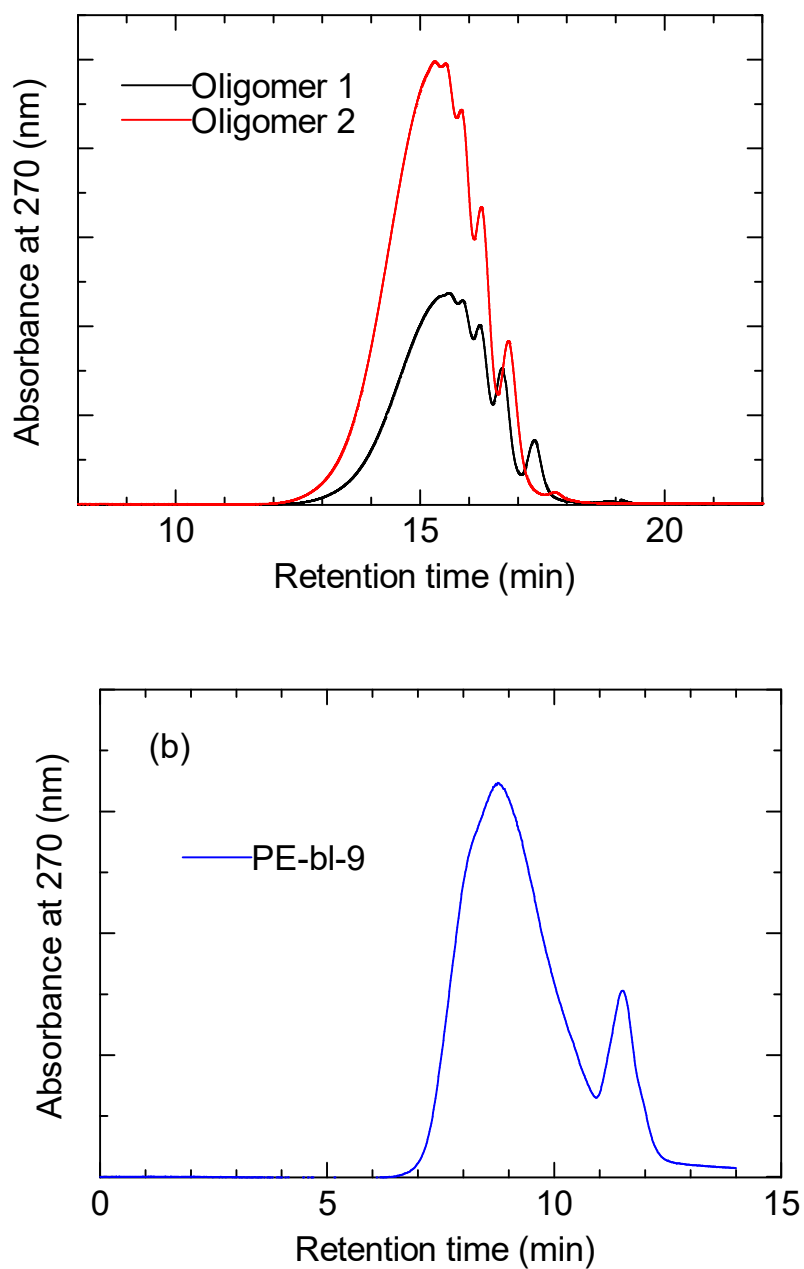 Oligomer 1
Oligomer 2
Absorbance at 270 (nm)
10 15 20
Retention time (min)
(b)
PE-bl-9
Absorbance at 270 (nm)
0 5 10 15
Retention time (min)